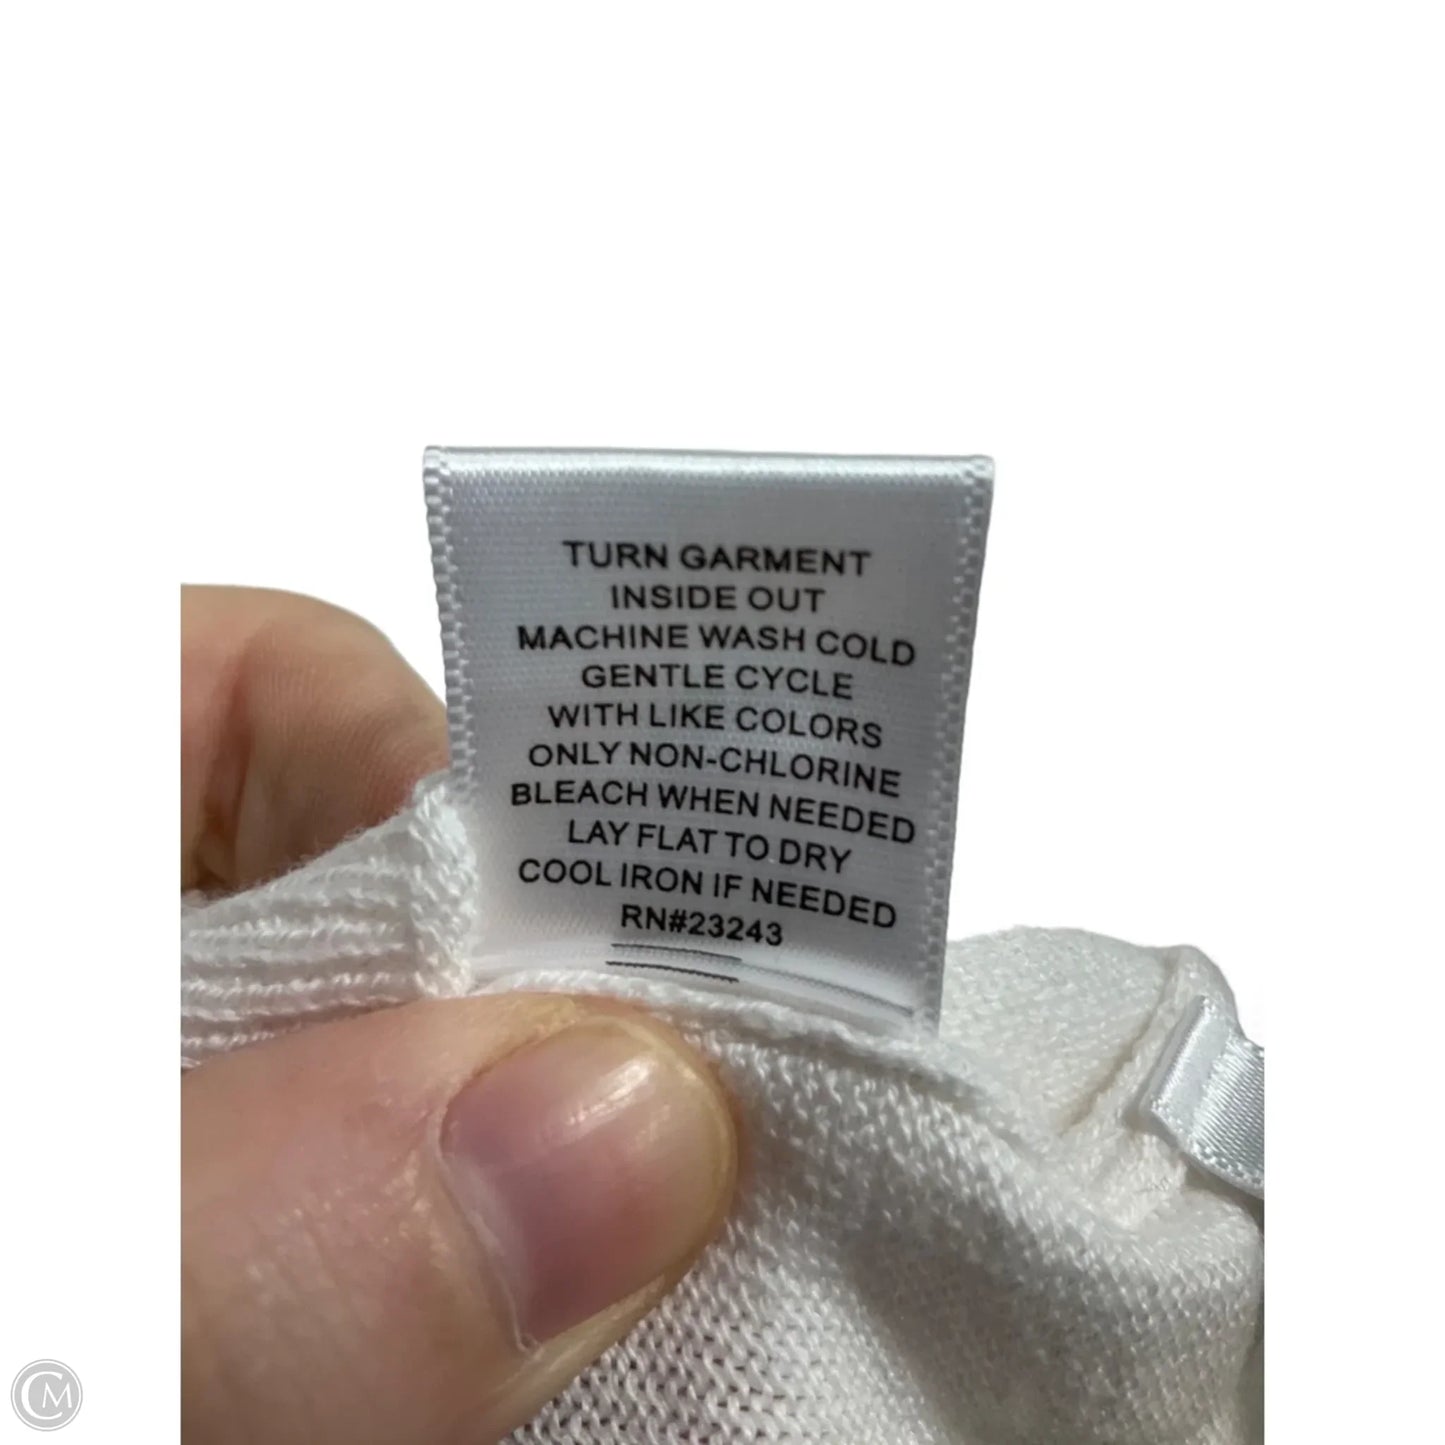 TURN GARMENT
INSIDE OUT
MACHINE WASH COLD
GENTLE CYCLE
WITH LIKE COLORS
ONLY NON-CHLORINE
BLEACH WHEN NEEDED
LAY FLAT TO DRY
COOL IRON IF NEEDED
RN#23243
CM